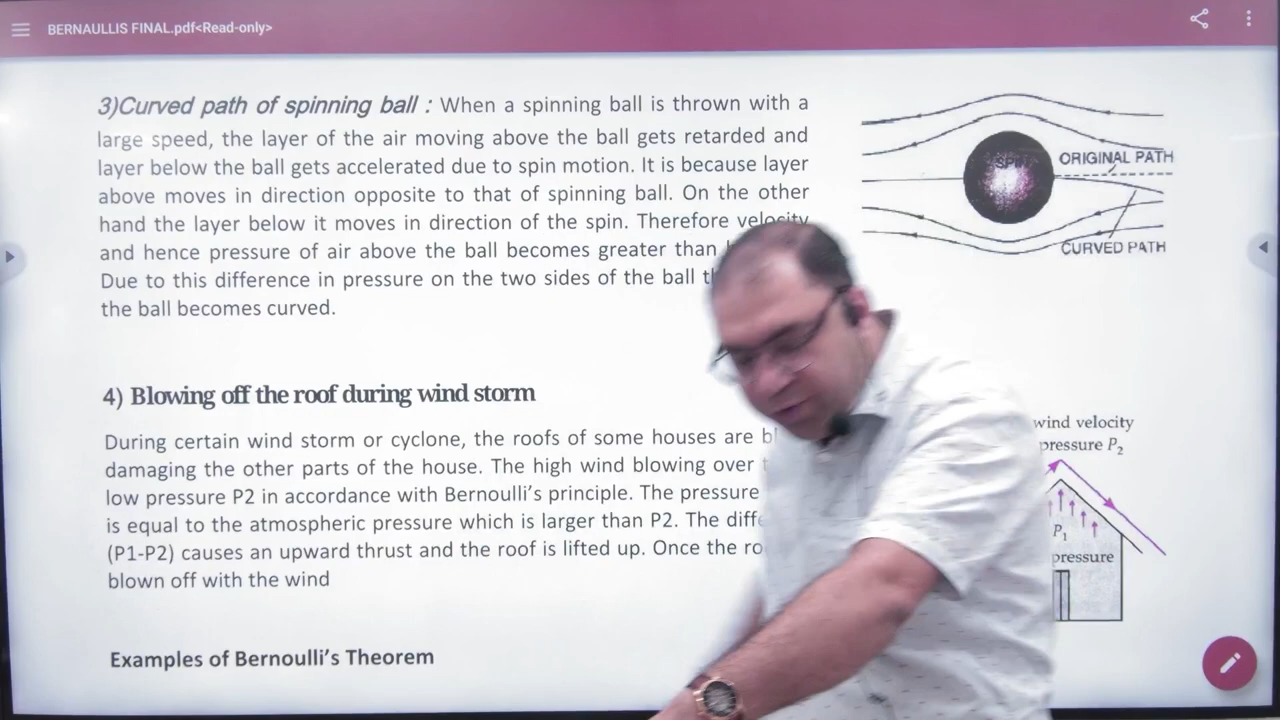 BERNAULLIS FINAL.pdf<Read-only>
3)Curved path of spinning ball : When a spinning ball is thrown with a
large speed, the layer of the air moving above the ball gets retarded and
layer below the ball gets accelerated due to spin motion. It is because layer
above moves in direction opposite to that of spinning ball. On the other
hand the layer below it moves in direction of the spin. Therefore velocity
and hence pressure of air above the ball becomes greater than
Due to this difference in pressure on the two sides of the ball
the ball becomes curved.
SPIN
ORIGINAL PATH
CURVED PATH
4) Blowing off the roof during wind storm
During certain wind storm or cyclone, the roofs of some houses are
damaging the other parts of the house. The high wind blowing over
low pressure P2 in accordance with Bernoulli's principle. The pressure
is equal to the atmospheric pressure which is larger than P2. The
(P1-P2) causes an upward thrust and the roof is lifted up. Once the
blown off with the wind
wind velocity
pressure P2
P1
pressure
Examples of Bernoulli's Theorem